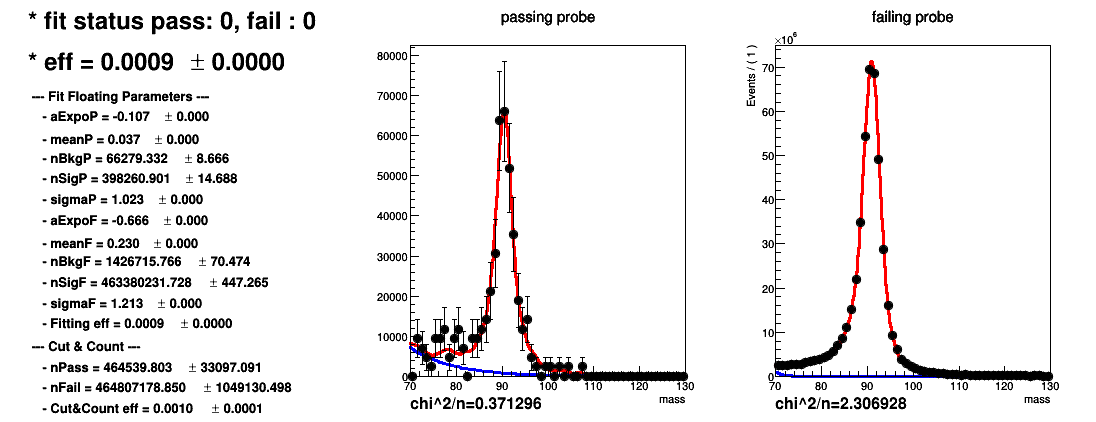 * fit status pass: 0, fail : 0
* eff = 0.0009 ± 0.0000
--- Fit Floating Parameters ---
- aExpoP = -0.107 ± 0.000
- meanP = 0.037 ± 0.000
- nBkgP = 66279.332 ± 8.666
- nSigP = 398260.901 ± 14.688
- sigmaP = 1.023 ± 0.000
- aExpoF = -0.666 ± 0.000
- meanF = 0.230 ± 0.000
- nBkgF = 1426715.766 ± 70.474
- nSigF = 463380231.728 ± 447.265
- sigmaF = 1.213 ± 0.000
- Fitting eff = 0.0009 ± 0.0000
--- Cut & Count ---
- nPass = 464539.803 ± 33097.091
- nFail = 464807178.850 ± 1049130.498
- Cut&Count eff = 0.0010 ± 0.0001
passing probe
80000
70000
60000
50000
40000
30000
20000
10000
0
70 80 90 100 110 120 130
mass
chi^2/n=0.371296
failing probe
×10^6
Events / ( 1 )
70
60
50
40
30
20
10
0
70 80 90 100 110 120 130
mass
chi^2/n=2.306928